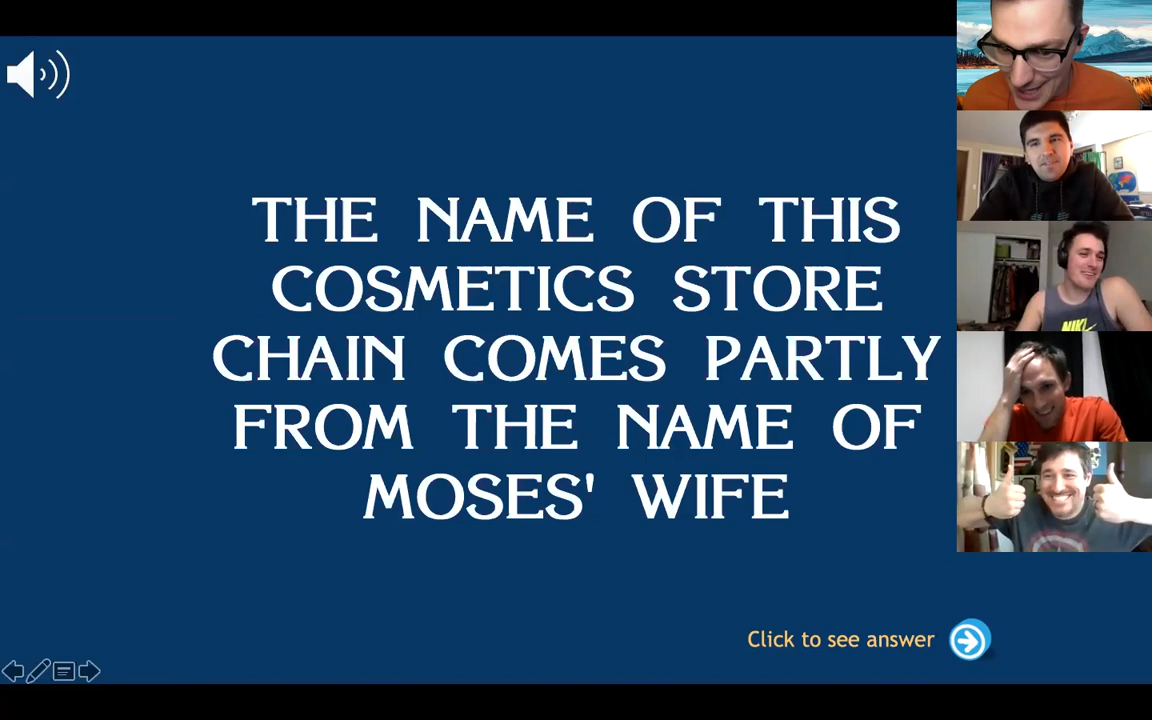 THE NAME OF THIS
COSMETICS STORE
CHAIN COMES PARTLY
FROM THE NAME OF
MOSES' WIFE
Click to see answer